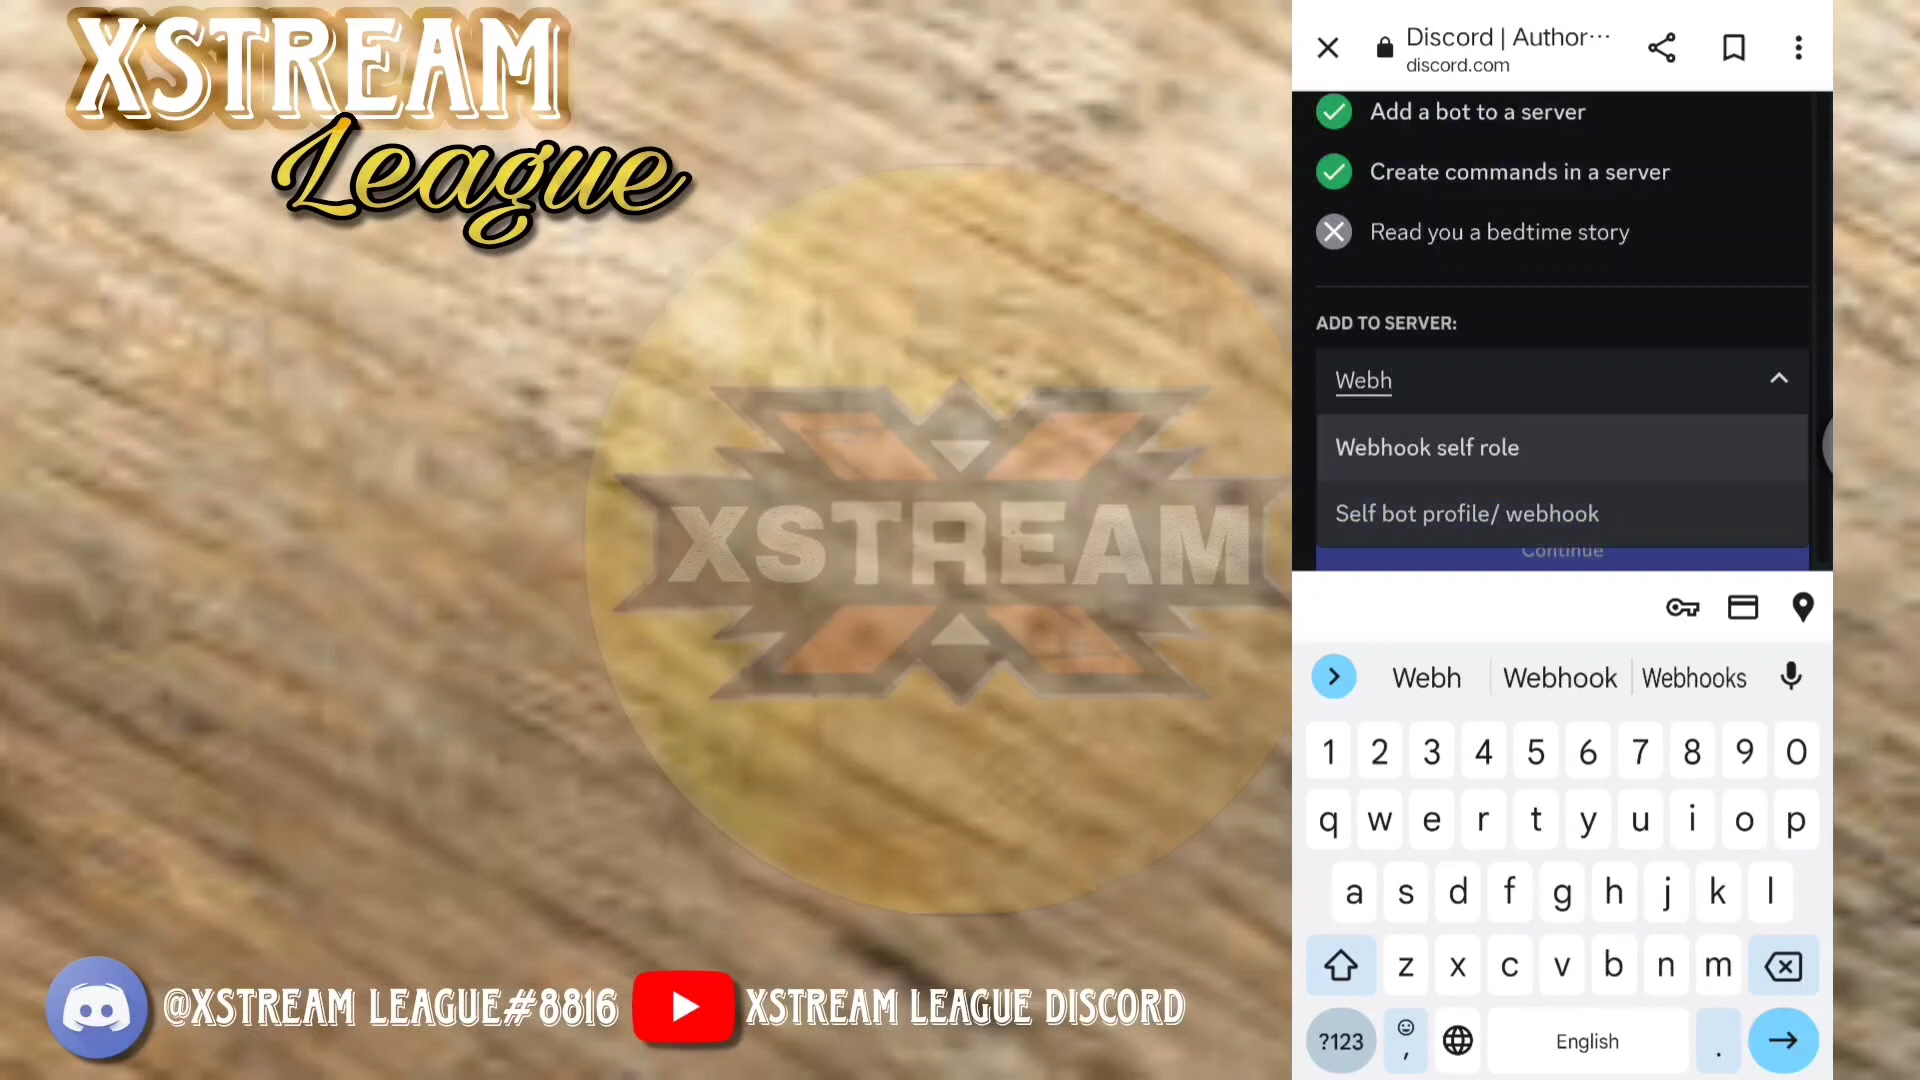 XSTREAM
League
XSTREAM
@XSTREAM LEAGUE#8816
XSTREAM LEAGUE DISCORD
Discord | Author...
discord.com
Add a bot to a server
Create commands in a server
Read you a bedtime story
ADD TO SERVER:
Webh
Webhook self role
Self bot profile/ webhook
Continue
Webh Webhook Webhooks
1 2 3 4 5 6 7 8 9 0
q w e r t y u i o p
a s d f g h j k l
z x c v b n m
?123 , English .